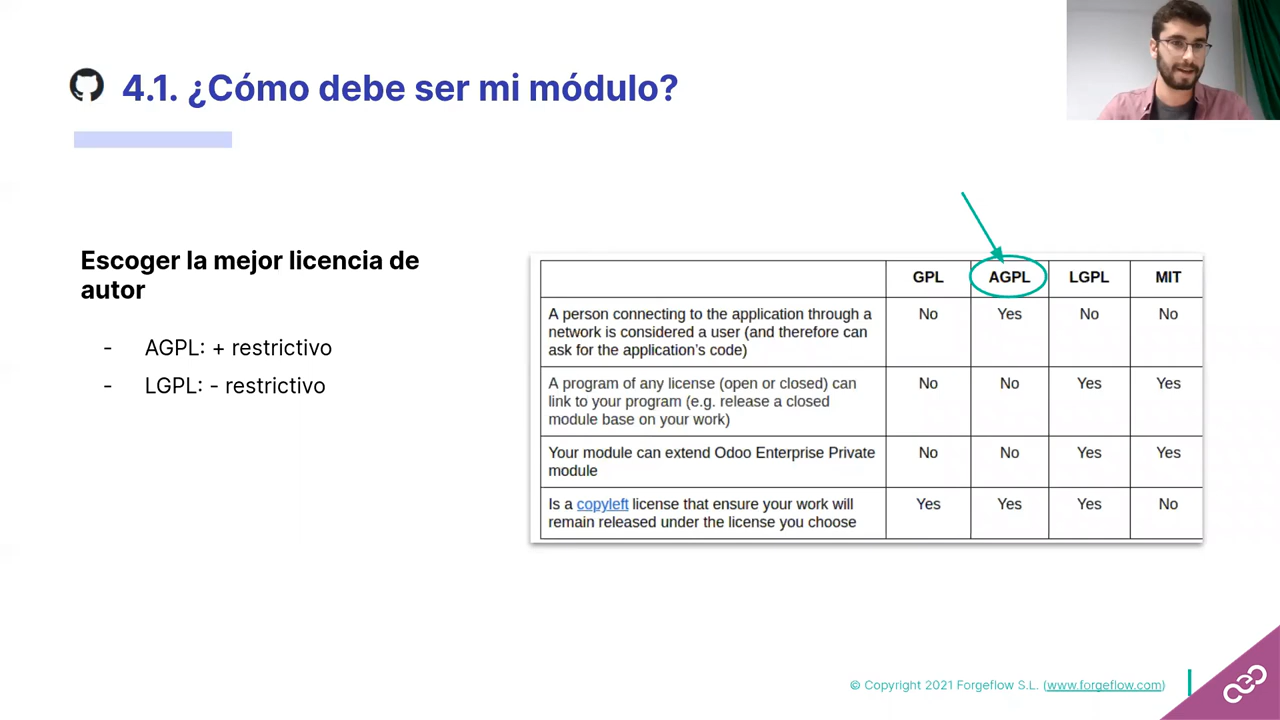 4.1. ¿Cómo debe ser mi módulo?
Escoger la mejor licencia de
autor
- AGPL: + restrictivo
- LGPL: - restrictivo
GPL AGPL LGPL MIT
A person connecting to the application through a
network is considered a user (and therefore can
ask for the application's code)
No Yes No No
A program of any license (open or closed) can
link to your program (e.g. release a closed
module base on your work)
No No Yes Yes
Your module can extend Odoo Enterprise Private
module
No No Yes Yes
Is a copyleft license that ensure your work will
remain released under the license you choose
Yes Yes Yes No
© Copyright 2021 Forgeflow S.L. (www.forgeflow.com)